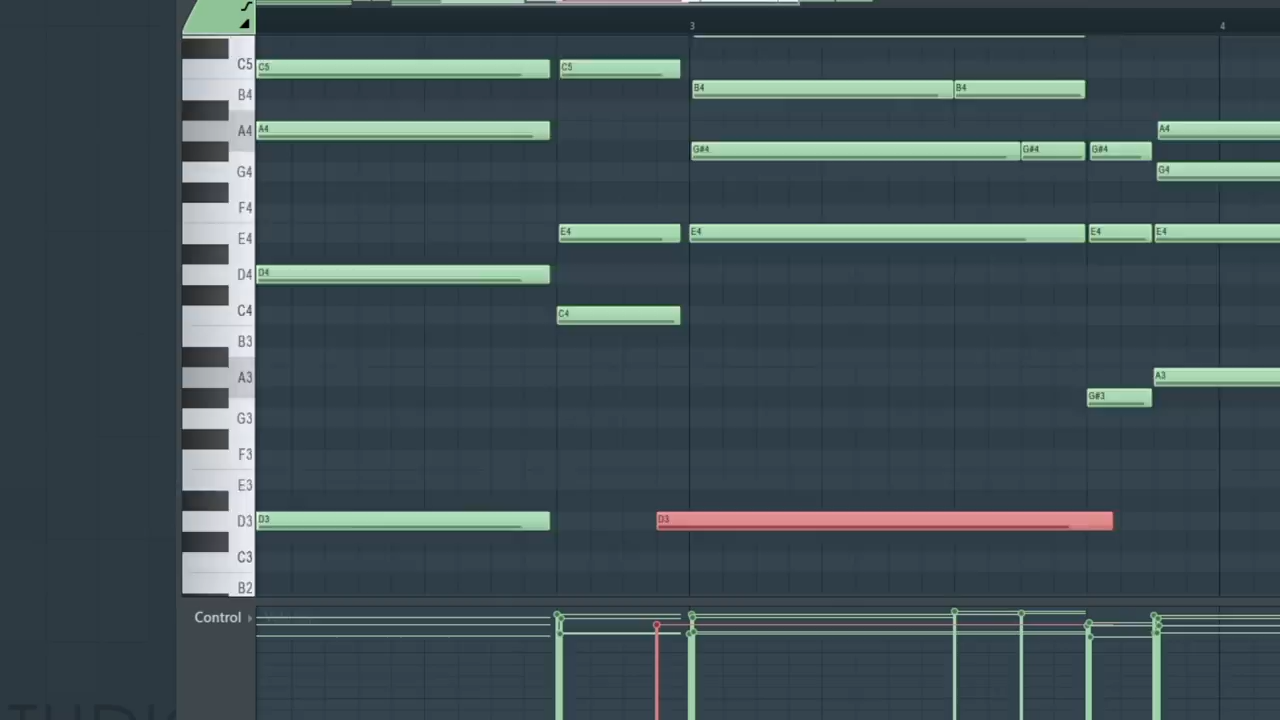 3 4
C5 C5 C5
B4 B4 B4
A4 A4 A4
G#4 G#4 G#4
G4 G4
F4
E4 E4 E4 E4 E4
D4 D4
C4 C4
B3
A3 A3
G#3
G3
F3
E3
D3 D3 D3
C3
B2
Control